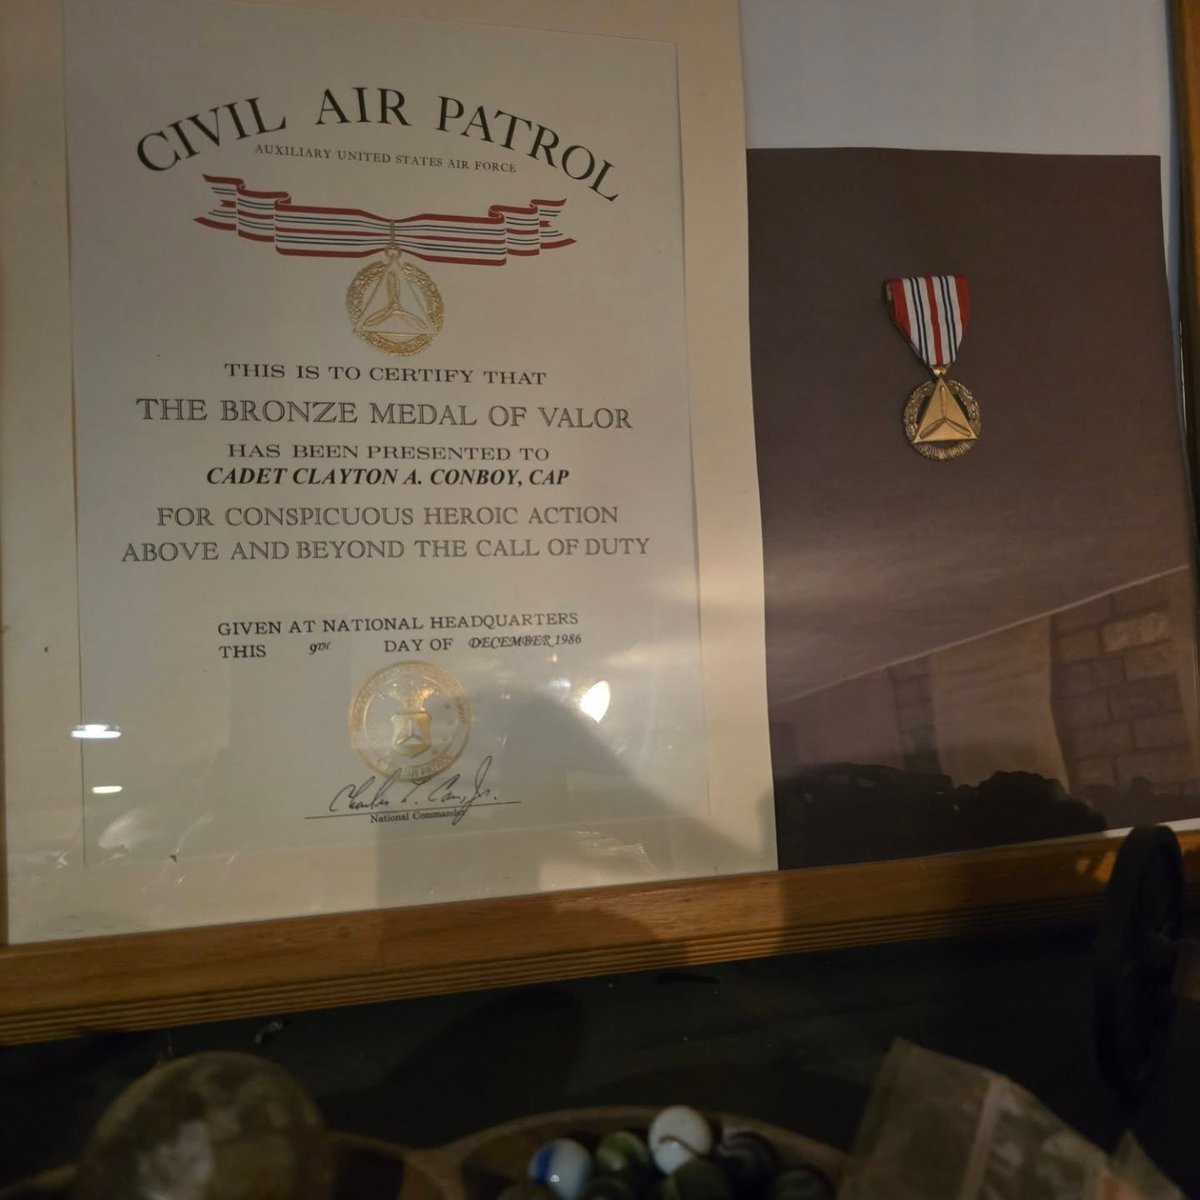 CIVIL AIR PATROL
AUXILIARY UNITED STATES AIR FORCE
THIS IS TO CERTIFY THAT
THE BRONZE MEDAL OF VALOR
HAS BEEN PRESENTED TO
CADET CLAYTON A. CONBOY, CAP
FOR CONSPICUOUS HEROIC ACTION
ABOVE AND BEYOND THE CALL OF DUTY
GIVEN AT NATIONAL HEADQUARTERS
THIS 9TH DAY OF DECEMBER 1986
National Commander